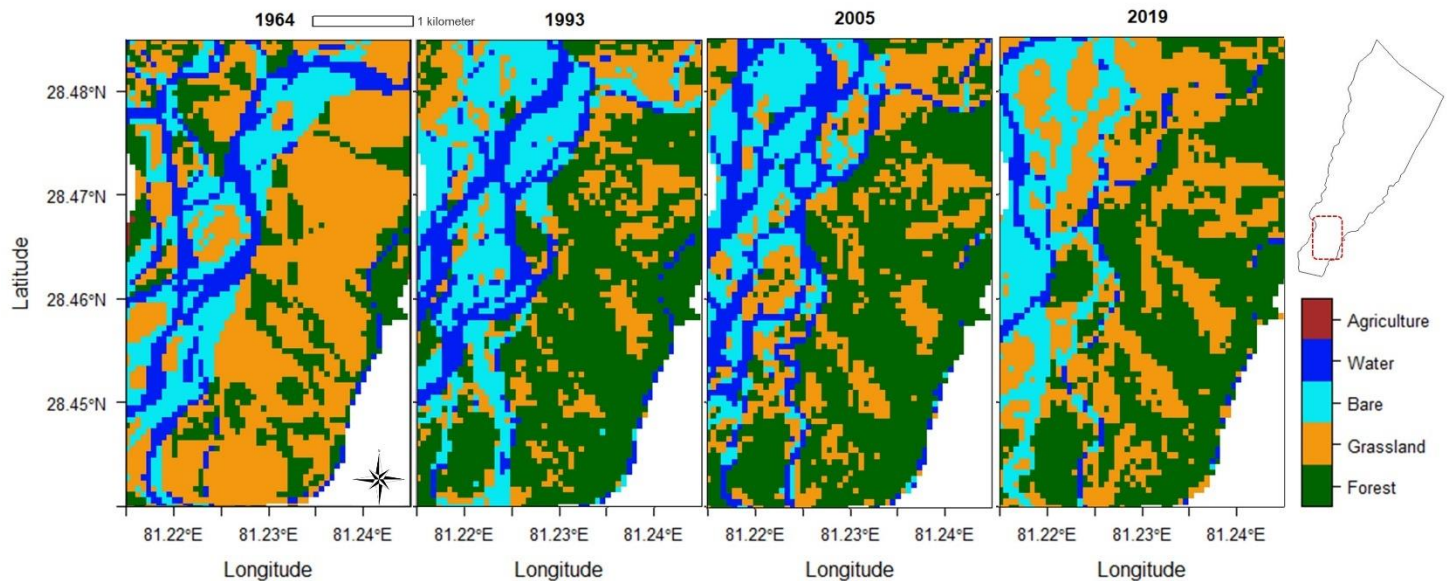 1964
1 kilometer
1993
2005
2019
Latitude
28.48°N
28.47°N
28.46°N
28.45°N
81.22°E 81.23°E 81.24°E
81.22°E 81.23°E 81.24°E
81.22°E 81.23°E 81.24°E
81.22°E 81.23°E 81.24°E
Longitude
Longitude
Longitude
Longitude
Agriculture
Water
Bare
Grassland
Forest